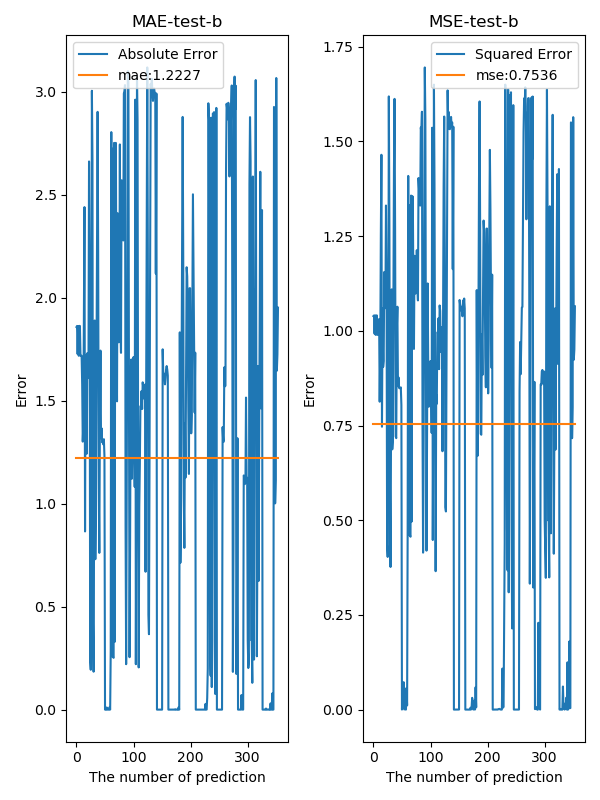 MAE-test-b
Absolute Error
mae:1.2227
3.0
2.5
2.0
1.5
1.0
0.5
0.0
Error
0
100
200
300
The number of prediction
MSE-test-b
Squared Error
mse:0.7536
1.75
1.50
1.25
1.00
0.75
0.50
0.25
0.00
Error
0
100
200
300
The number of prediction